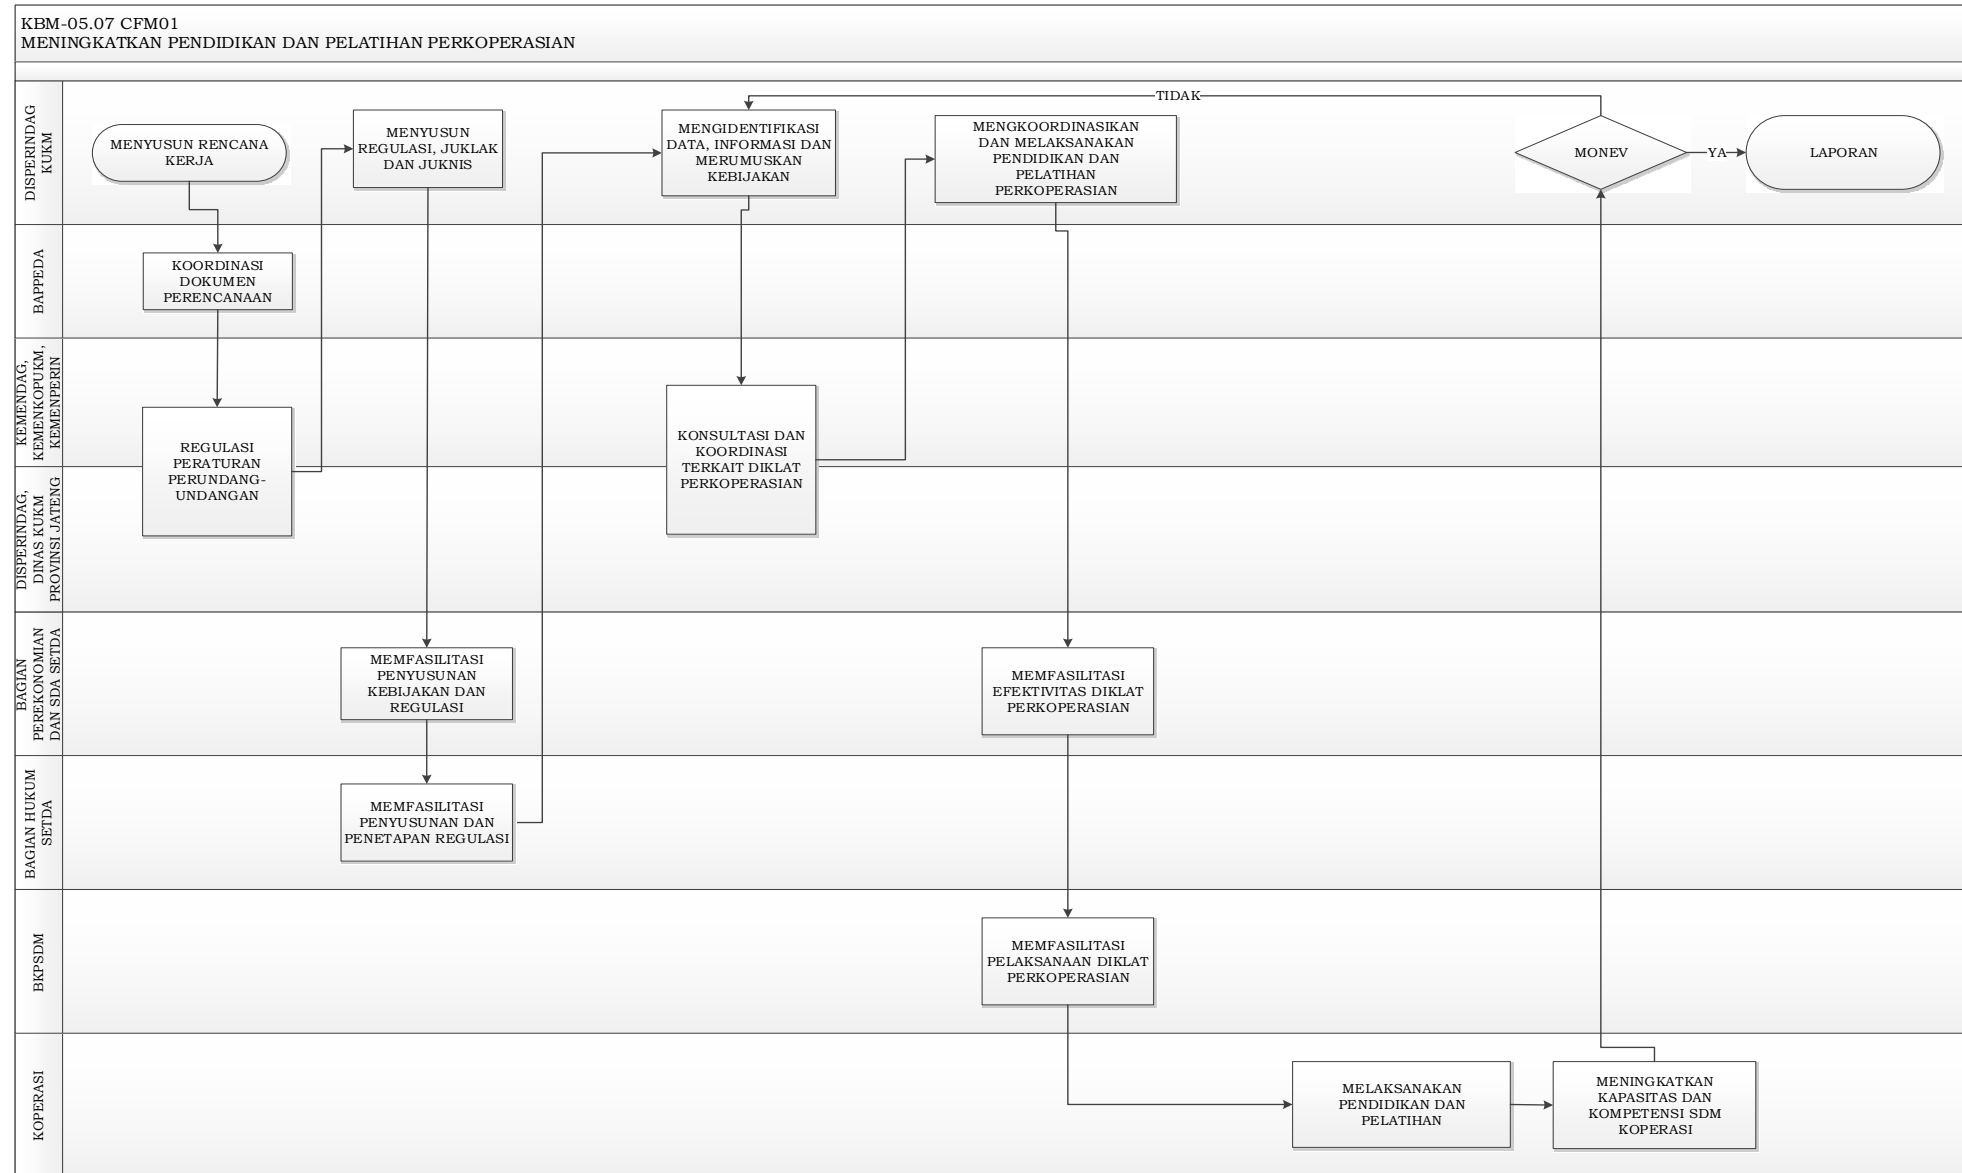 KBM-05.07 CFM01
MENINGKATKAN PENDIDIKAN DAN PELATIHAN PERKOPERASIAN
DISPERINDAG
KUKM
MENYUSUN RENCANA
KERJA
MENYUSUN
REGULASI, JUKLAK
DAN JUKNIS
MENGIDENTIFIKASI
DATA, INFORMASI DAN
MERUMUSKAN
KEBIJAKAN
MENGKOORDINASIKAN
DAN MELAKSANAKAN
PENDIDIKAN DAN
PELATIHAN
PERKOPERASIAN
TIDAK
MONEV
YA
LAPORAN
BAPPEDA
KOORDINASI
DOKUMEN
PERENCANAAN
KEMENDAG,
KEMENKOPUKM,
KEMENPERIN
REGULASI
PERATURAN
PERUNDANG-
UNDANGAN
KONSULTASI DAN
KOORDINASI
TERKAIT DIKLAT
PERKOPERASIAN
DISPERINDAG,
DINAS KUKM
PROVINSI JATENG
BAGIAN
PEREKONOMIAN
DAN SDA SETDA
MEMFASILITASI
PENYUSUNAN
KEBIJAKAN DAN
REGULASI
MEMFASILITASI
EFEKTIVITAS DIKLAT
PERKOPERASIAN
BAGIAN HUKUM
SETDA
MEMFASILITASI
PENYUSUNAN DAN
PENETAPAN REGULASI
BKPSDM
MEMFASILITASI
PELAKSANAAN DIKLAT
PERKOPERASIAN
KOPERASI
MELAKSANAKAN
PENDIDIKAN DAN
PELATIHAN
MENINGKATKAN
KAPASITAS DAN
KOMPETENSI SDM
KOPERASI